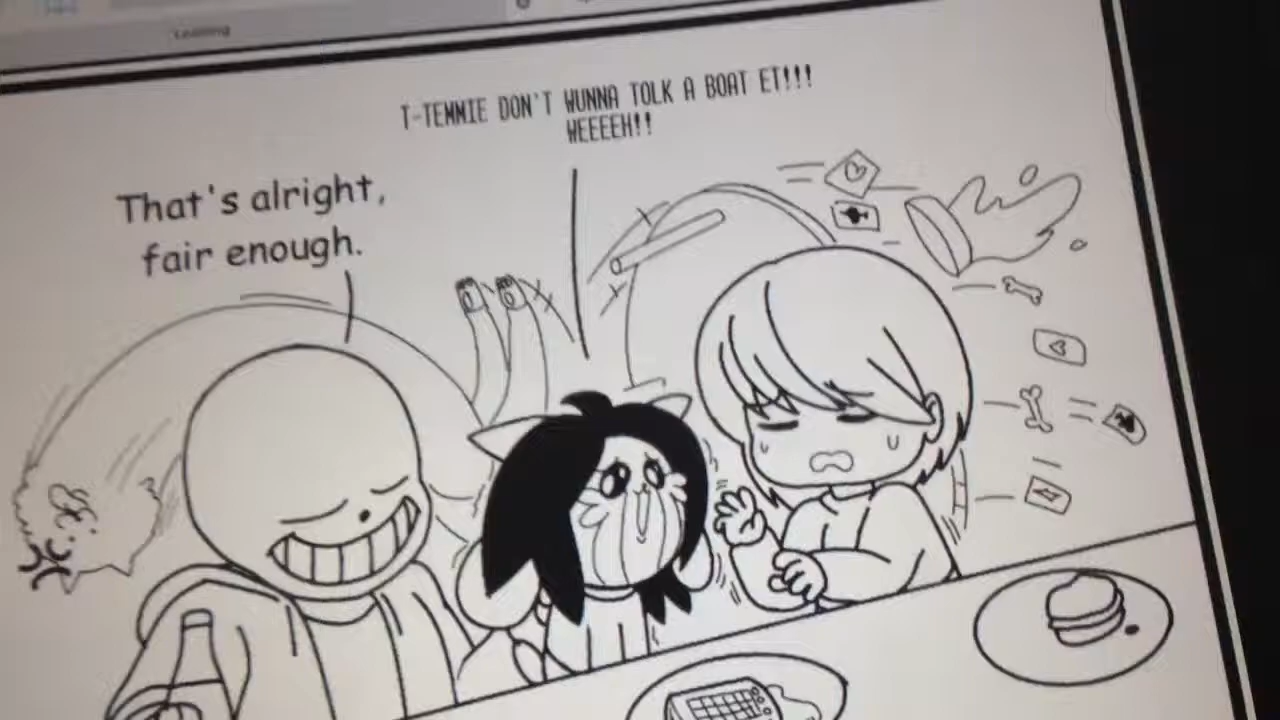 T-TEMMIE DON'T WUNNA TOLK A BOAT ET!!!
WEEEEH!!
That's alright,
fair enough.